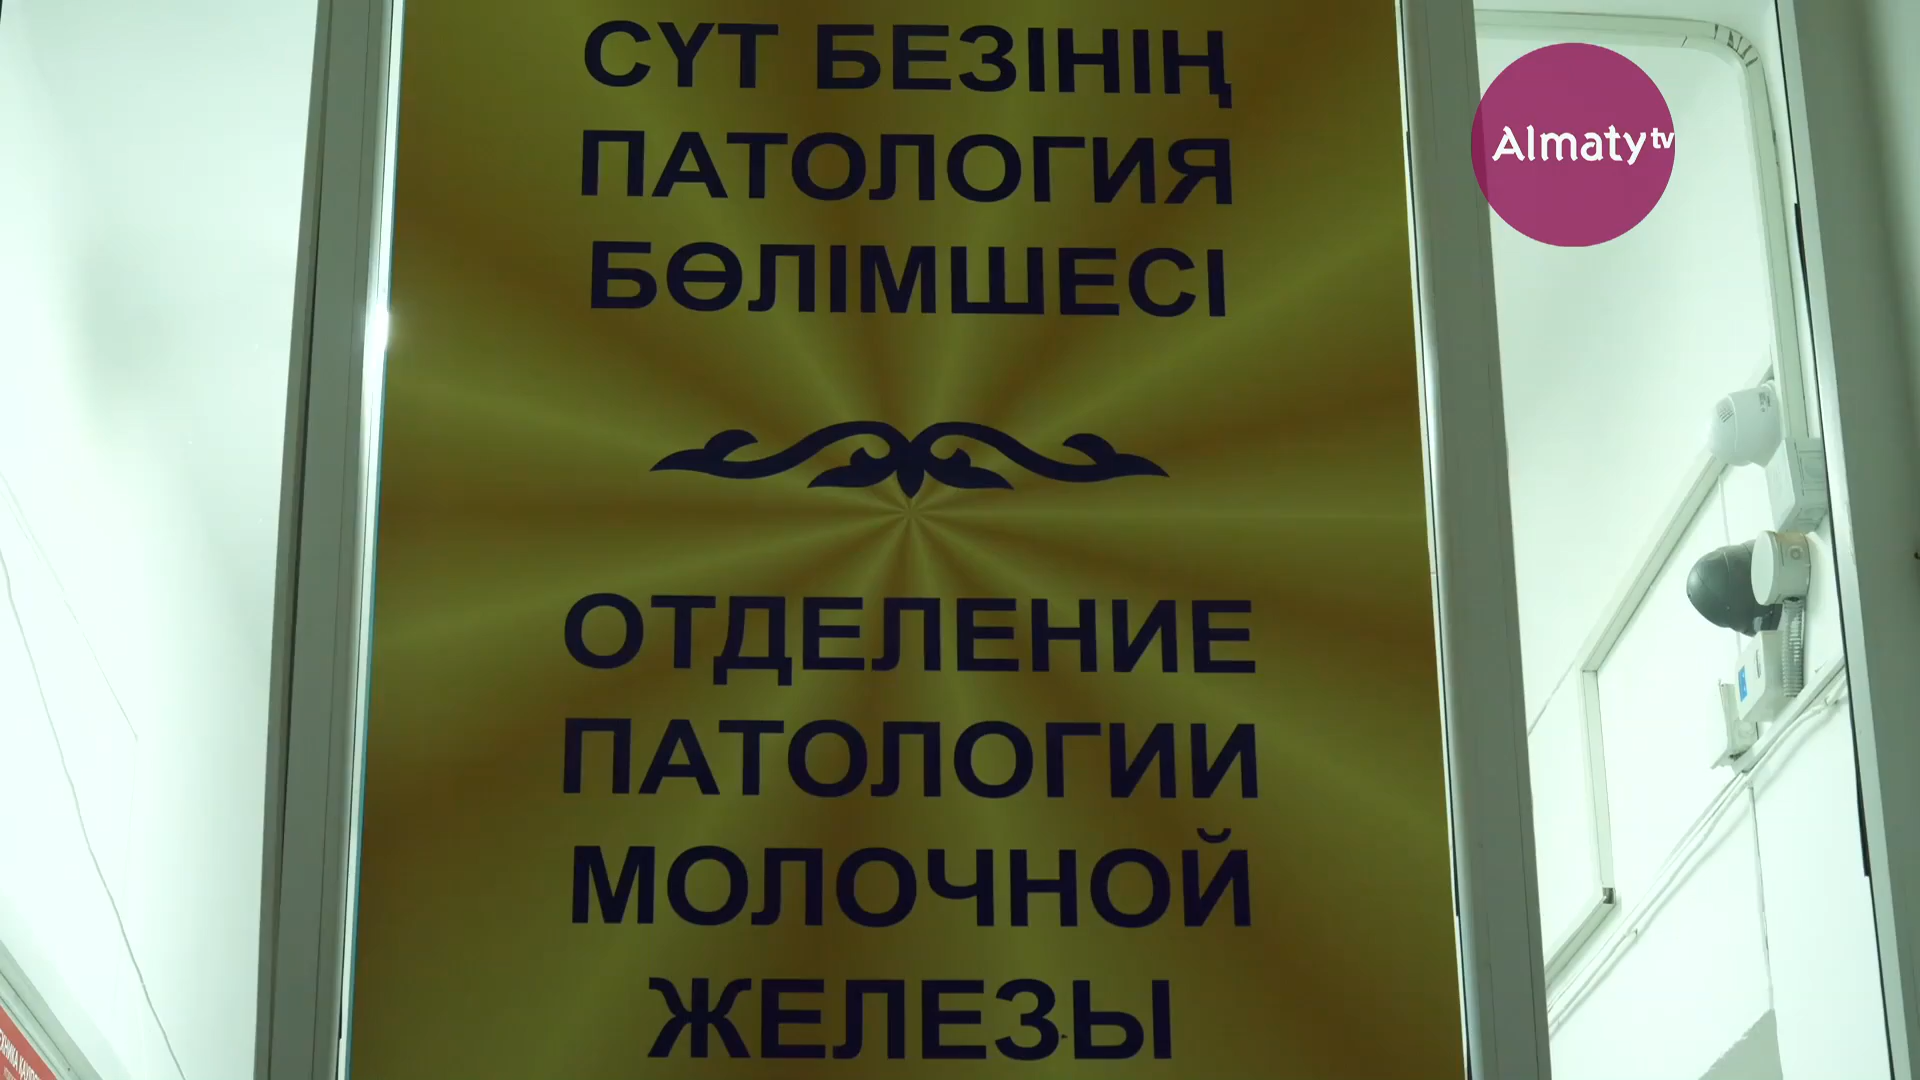 СҮТ БЕЗІНІҢ
ПАТОЛОГИЯ
БӨЛІМШЕСІ
ОТДЕЛЕНИЕ
ПАТОЛОГИИ
МОЛОЧНОЙ
ЖЕЛЕЗЫ
Almaty tv